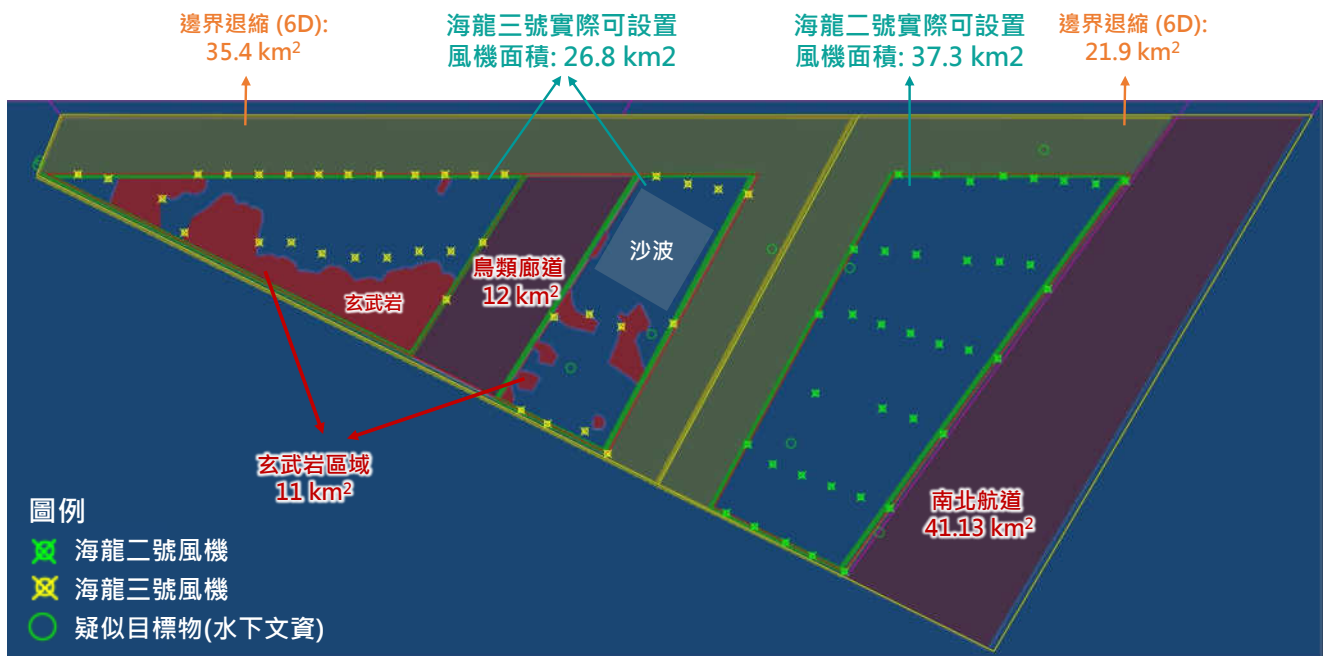 邊界退縮 (6D):
35.4 km²
海龍三號實際可設置
風機面積: 26.8 km2
海龍二號實際可設置
風機面積: 37.3 km2
邊界退縮 (6D):
21.9 km²
沙波
鳥類廊道
12 km²
玄武岩
玄武岩區域
11 km²
南北航道
41.13 km²
圖例
海龍二號風機
海龍三號風機
疑似目標物(水下文資)